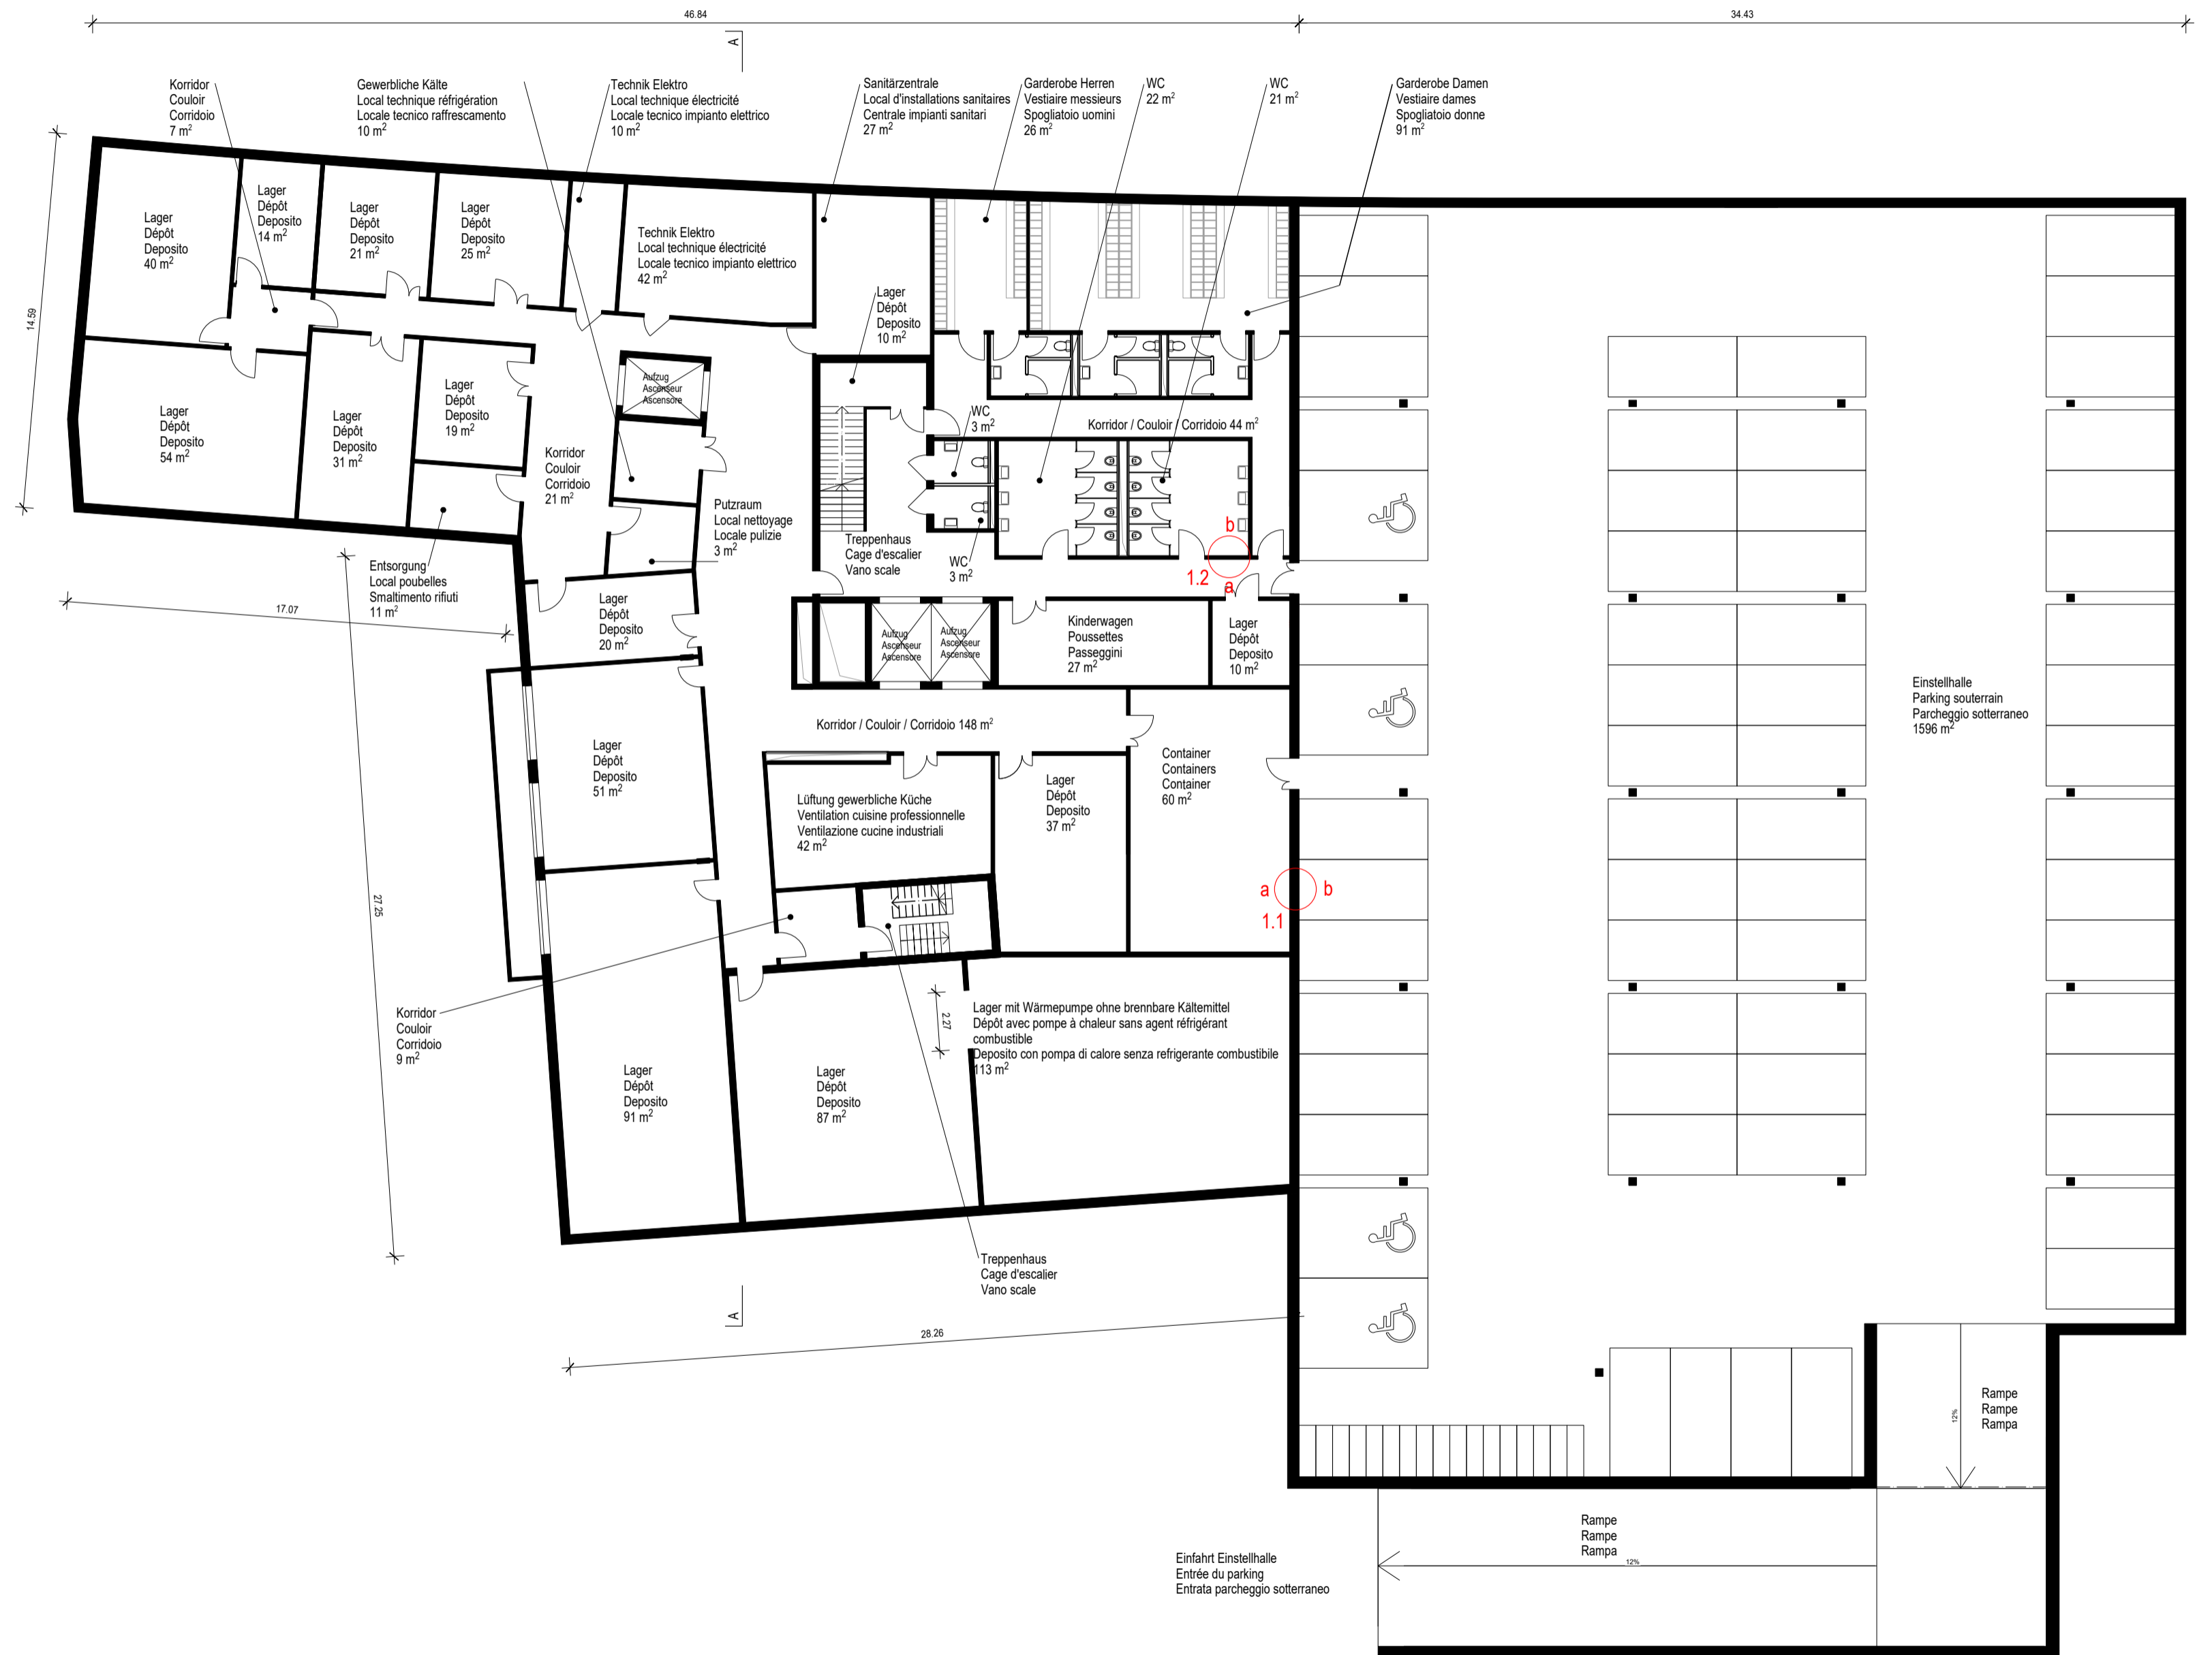 46.84
34.43
A
Korridor
Couloir
Corridoio
7 m²
Gewerbliche Kälte
Local technique réfrigération
Locale tecnico raffrescamento
10 m²
Technik Elektro
Local technique électricité
Locale tecnico impianto elettrico
10 m²
Sanitärzentrale
Local d'installations sanitaires
Centrale impianti sanitari
27 m²
Garderobe Herren
Vestiaire messieurs
Spogliatoio uomini
26 m²
WC
22 m²
WC
21 m²
Garderobe Damen
Vestiaire dames
Spogliatoio donne
91 m²
14.59
Lager
Dépôt
Deposito
40 m²
Lager
Dépôt
Deposito
14 m²
Lager
Dépôt
Deposito
21 m²
Lager
Dépôt
Deposito
25 m²
Technik Elektro
Local technique électricité
Locale tecnico impianto elettrico
42 m²
Lager
Dépôt
Deposito
10 m²
Lager
Dépôt
Deposito
54 m²
Lager
Dépôt
Deposito
31 m²
Lager
Dépôt
Deposito
19 m²
Aufzug
Ascenseur
Ascensore
Korridor
Couloir
Corridoio
21 m²
WC
3 m²
Korridor / Couloir / Corridoio 44 m²
Putzraum
Local nettoyage
Locale pulizie
3 m²
Treppenhaus
Cage d'escalier
Vano scale
WC
3 m²
b
1.2
a
Entsorgung
Local poubelles
Smaltimento rifiuti
11 m²
17.07
Lager
Dépôt
Deposito
20 m²
Aufzug
Ascenseur
Ascensore
Aufzug
Ascenseur
Ascensore
Kinderwagen
Poussettes
Passeggini
27 m²
Lager
Dépôt
Deposito
10 m²
Einstellhalle
Parking souterrain
Parcheggio sotterraneo
1596 m²
Korridor / Couloir / Corridoio 148 m²
Lager
Dépôt
Deposito
51 m²
Container
Containers
Container
60 m²
Lüftung gewerbliche Küche
Ventilation cuisine professionnelle
Ventilazione cucine industriali
42 m²
Lager
Dépôt
Deposito
37 m²
27.25
a
b
1.1
Korridor
Couloir
Corridoio
9 m²
2.27
Lager mit Wärmepumpe ohne brennbare Kältemittel
Dépôt avec pompe à chaleur sans agent réfrigérant
combustible
Deposito con pompa di calore senza refrigerante combustibile
113 m²
Lager
Dépôt
Deposito
91 m²
Lager
Dépôt
Deposito
87 m²
Treppenhaus
Cage d'escalier
Vano scale
A
28.26
Rampe
Rampe
Rampa
12%
Rampe
Rampe
Rampa
12%
Einfahrt Einstellhalle
Entrée du parking
Entrata parcheggio sotterraneo